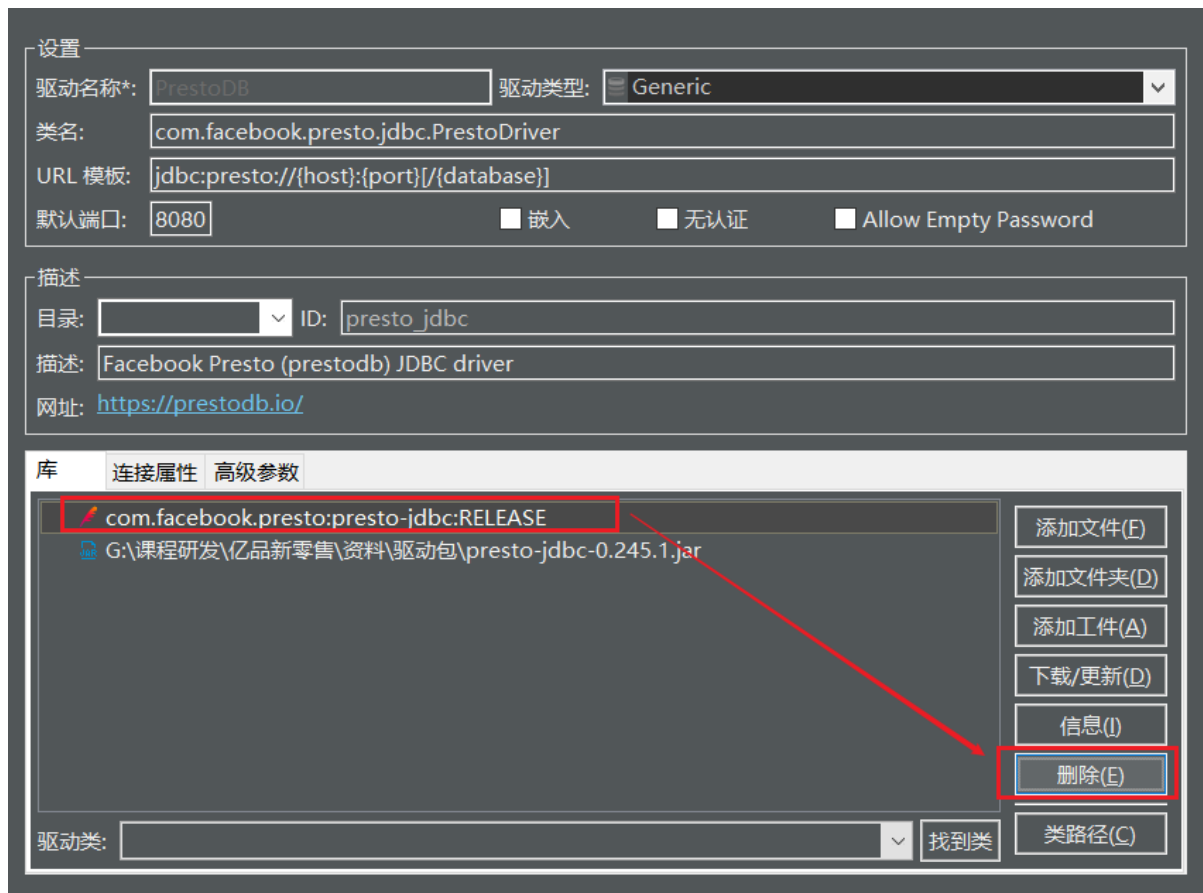 设置
驱动名称*: PrestoDB 驱动类型: Generic
类名: com.facebook.presto.jdbc.PrestoDriver
URL 模板: jdbc:presto://{host}:{port}[/{database}]
默认端口: 8080 嵌入 无认证 Allow Empty Password
描述
目录: ID: presto_jdbc
描述: Facebook Presto (prestodb) JDBC driver
网址: https://prestodb.io/
库 连接属性 高级参数
com.facebook.presto:presto-jdbc:RELEASE
G:\课程研发\亿品新零售\资料\驱动包\presto-jdbc-0.245.1.jar
添加文件(F)
添加文件夹(D)
添加工件(A)
下载/更新(D)
信息(I)
删除(E)
类路径(C)
驱动类: 找到类